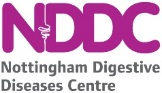 NDDC
Nottingham Digestive
Diseases Centre